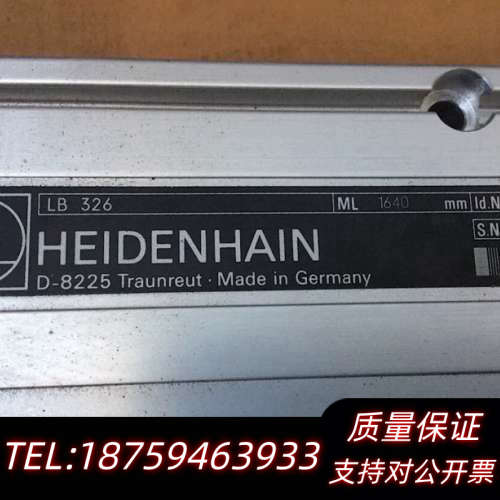 LB 326 ML 1640 mm Id.N
S.N
HEIDENHAIN
D-8225 Traunreut · Made in Germany
TEL:18759463933
质量保证
支持对公开票